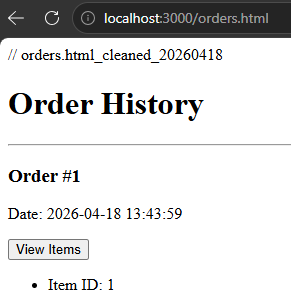 localhost:3000/orders.html
// orders.html_cleaned_20260418
Order History
Order #1
Date: 2026-04-18 13:43:59
View Items
• Item ID: 1